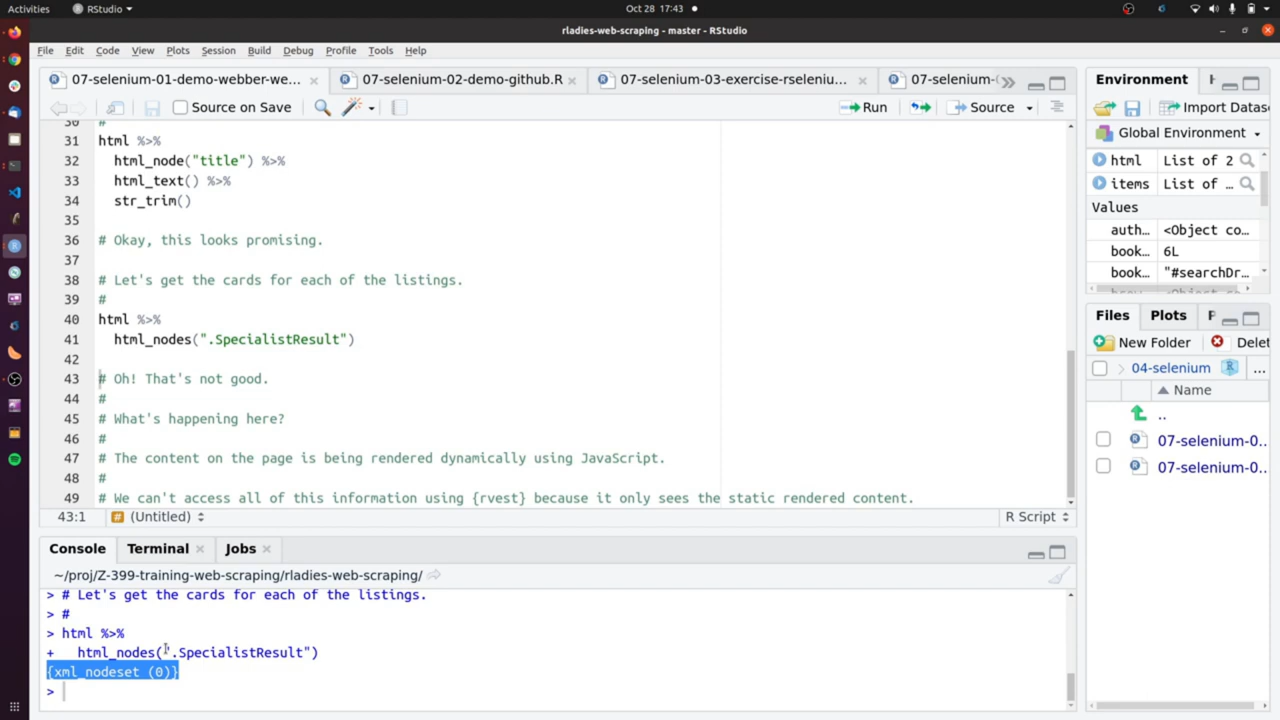 Activities RStudio Oct 28 17:43
rladies-web-scraping - master - RStudio
File Edit Code View Plots Session Build Debug Profile Tools Help
07-selenium-01-demo-webber-we... 07-selenium-02-demo-github.R 07-selenium-03-exercise-rseleniu... 07-selenium-(
Source on Save Run Source
31 html %>%
32 html_node("title") %>%
33 html_text() %>%
34 str_trim()
35
36 # Okay, this looks promising.
37
38 # Let's get the cards for each of the listings.
39 #
40 html %>%
41 html_nodes(".SpecialistResult")
42
43 # Oh! That's not good.
44 #
45 # What's happening here?
46 #
47 # The content on the page is being rendered dynamically using JavaScript.
48 #
49 # We can't access all of this information using {rvest} because it only sees the static rendered content.
43:1 # (Untitled) R Script
Console Terminal Jobs
~/proj/Z-399-training-web-scraping/rladies-web-scraping/
> # Let's get the cards for each of the listings.
> #
> html %>%
+ html_nodes(".SpecialistResult")
{xml_nodeset (0)}
>
Environment
Import Datas
Global Environment
html List of 2
items List of ...
Values
auth... <Object co...
book... 6L
book... "#searchDr...
Files Plots
New Folder Delet
04-selenium ...
Name
..
07-selenium-0...
07-selenium-0...